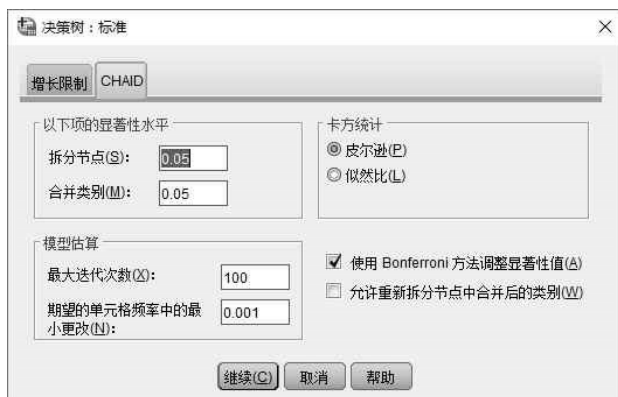 决策树：标准
增长限制 CHAID
以下项的显著性水平
拆分节点(S)： 0.05
合并类别(M)： 0.05
卡方统计
皮尔逊(P)
似然比(L)
模型估算
最大迭代次数(X)： 100
期望的单元格频率中的最
小更改(N)： 0.001
使用 Bonferroni 方法调整显著性值(A)
允许重新拆分节点中合并后的类别(W)
继续(C) 取消 帮助